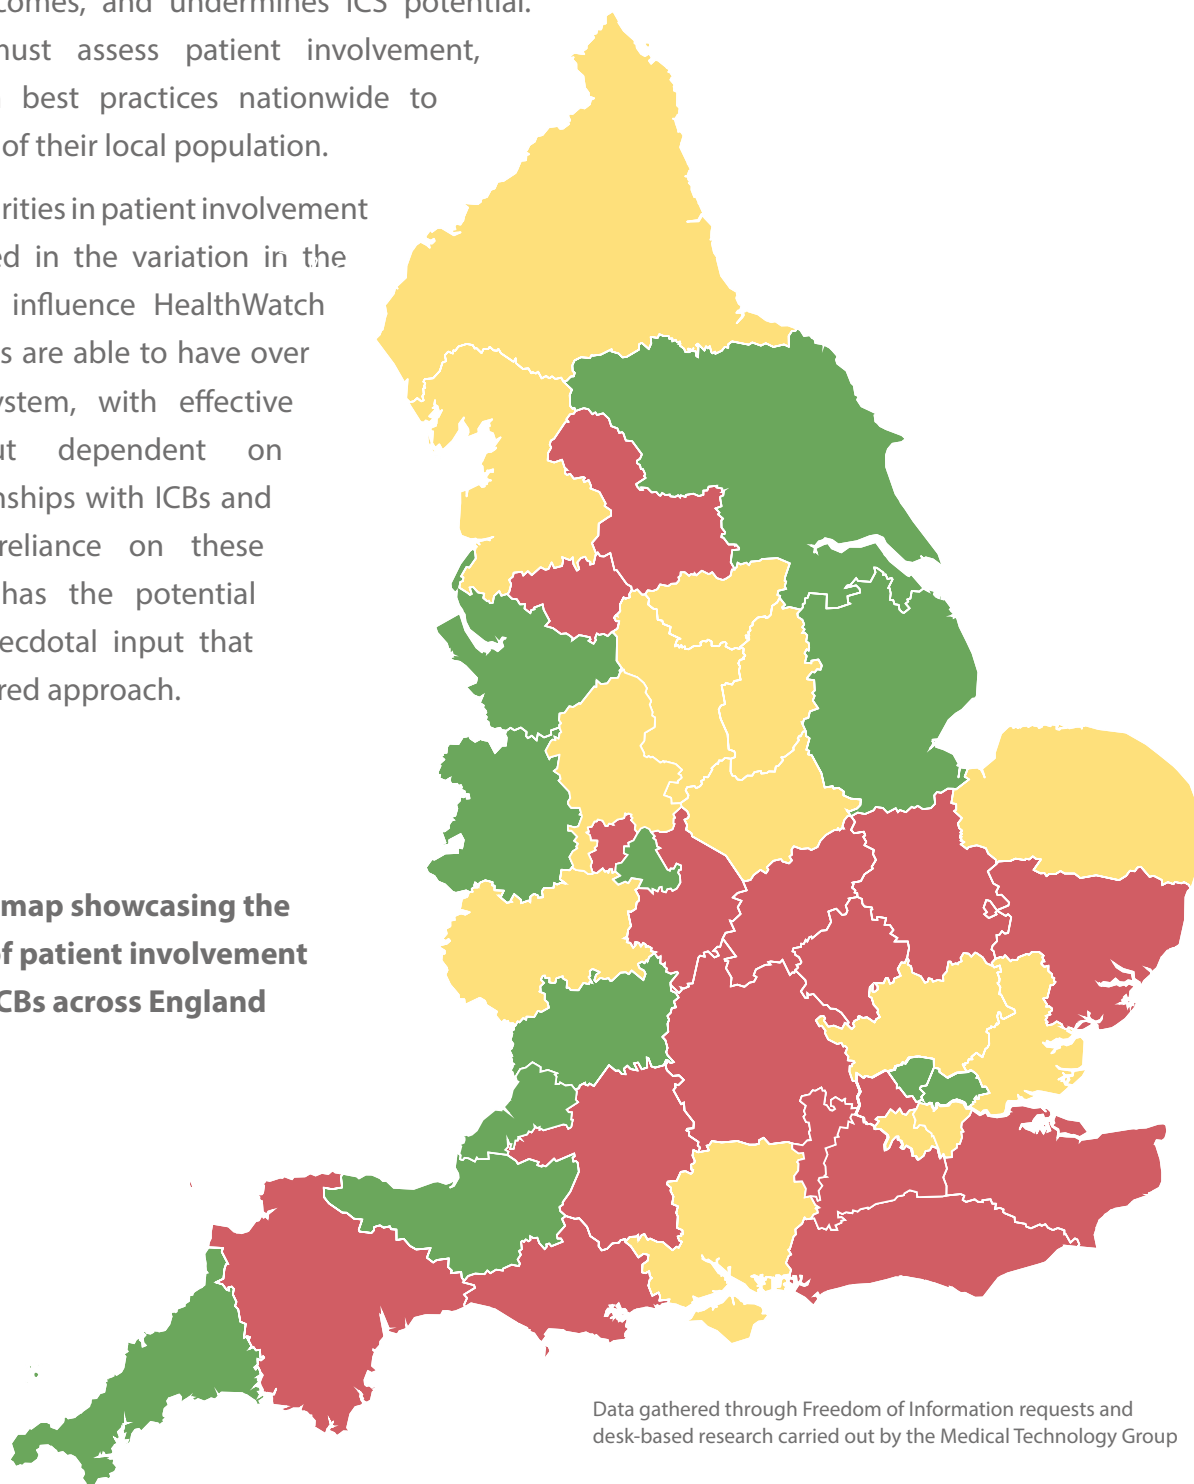 comes, and undermines ICS potential.
must assess patient involvement,
best practices nationwide to
of their local population.
rities in patient involvement
ed in the variation in the
influence HealthWatch
s are able to have over
ystem, with effective
ut dependent on
nships with ICBs and
reliance on these
has the potential
ecdotal input that
red approach.
map showcasing the
of patient involvement
CBs across England
Data gathered through Freedom of Information requests and
desk-based research carried out by the Medical Technology Group